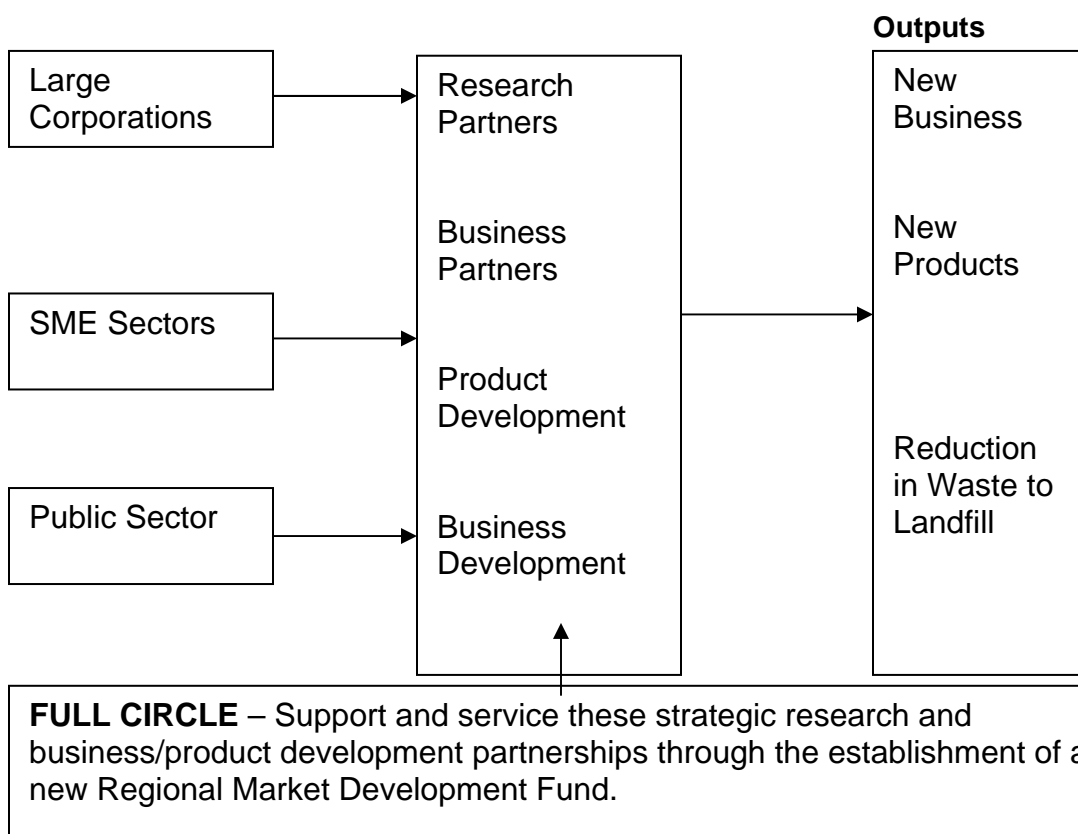 Outputs
Large
Corporations
Research
Partners
New
Business
Business
Partners
New
Products
SME Sectors
Product
Development
Reduction
in Waste to
Landfill
Public Sector
Business
Development
FULL CIRCLE – Support and service these strategic research and
business/product development partnerships through the establishment of a
new Regional Market Development Fund.